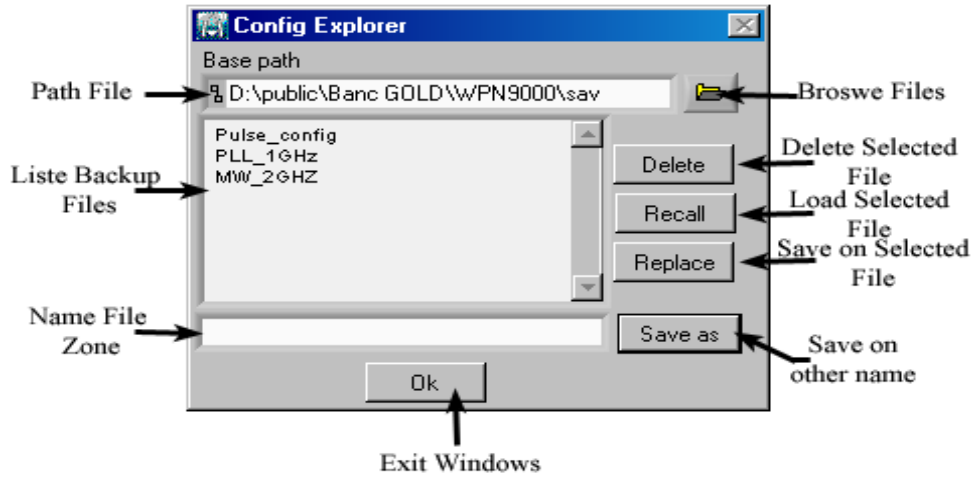 Config Explorer
Base path
Path File
D:\public\Banc GOLD\WPN9000\sav
Broswe Files
Pulse_config
PLL_1GHz
MW_2GHZ
Liste Backup
Files
Delete
Delete Selected
File
Recall
Load Selected
File
Replace
Save on Selected
File
Name File
Zone
Save as
Save on
other name
Ok
Exit Windows